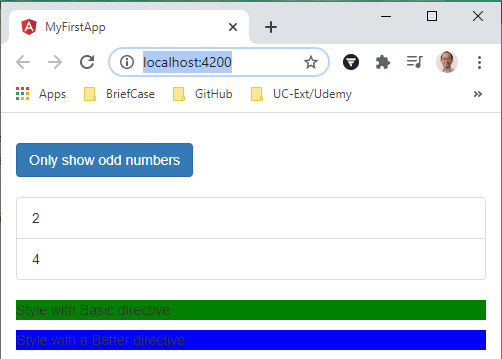 MyFirstApp
localhost:4200
Apps BriefCase GitHub UC-Ext/Udemy »
Only show odd numbers
2
4
Style with Basic directive
Style with a Better directive